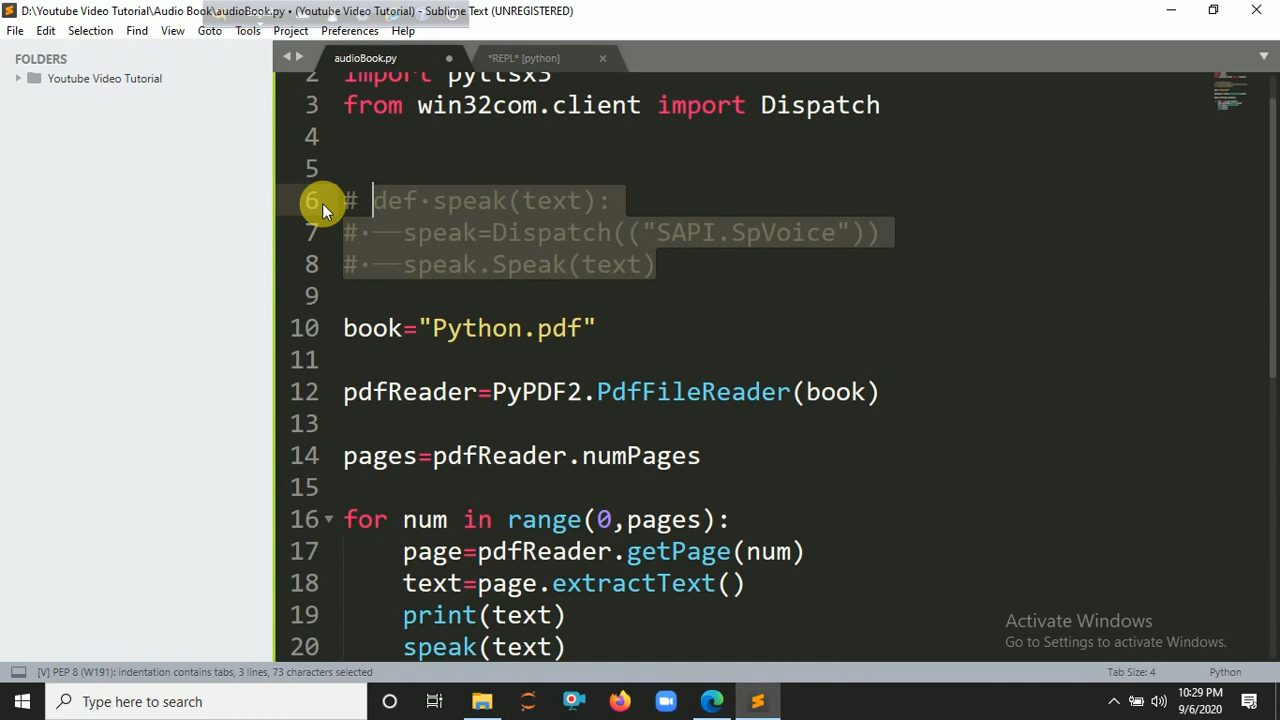 D:\Youtube Video Tutorial\Audio Book\audioBook.py • (Youtube Video Tutorial) - Sublime Text (UNREGISTERED)
File Edit Selection Find View Goto Tools Project Preferences Help
FOLDERS
Youtube Video Tutorial
audioBook.py
*REPL* [python]
2 import pyttsx3
3 from win32com.client import Dispatch
4
5
6 # def·speak(text):
7 #·——speak=Dispatch(("SAPI.SpVoice"))
8 #·——speak.Speak(text)
9
10 book="Python.pdf"
11
12 pdfReader=PyPDF2.PdfFileReader(book)
13
14 pages=pdfReader.numPages
15
16 for num in range(0,pages):
17 page=pdfReader.getPage(num)
18 text=page.extractText()
19 print(text)
20 speak(text)
Activate Windows
Go to Settings to activate Windows.
[V] PEP 8 (W191): indentation contains tabs, 3 lines, 73 characters selected
Tab Size: 4
Python
Type here to search
10:29 PM
9/6/2020